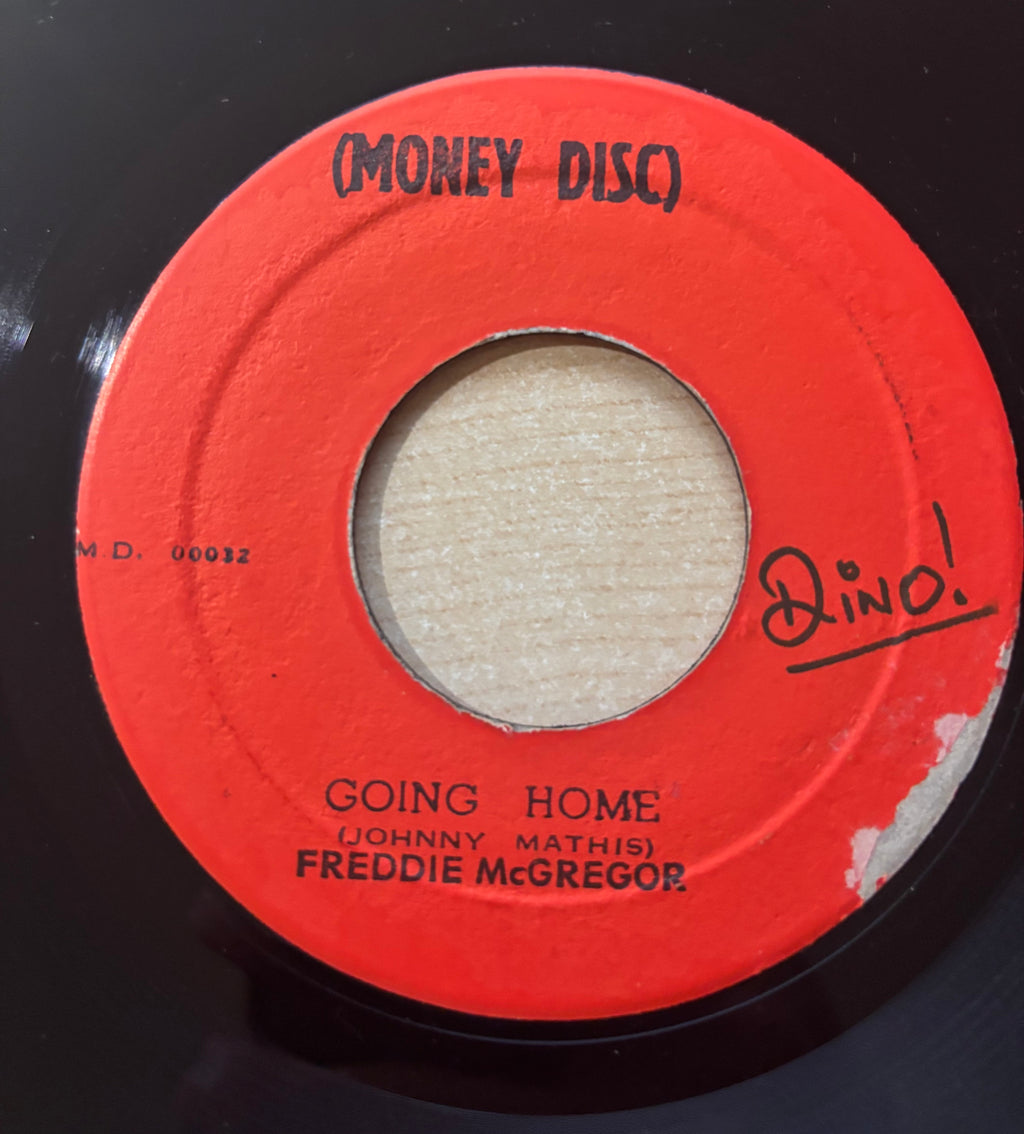 (MONEY DISC)
M.D. 00032
Dino!
GOING HOME
(JOHNNY MATHIS)
FREDDIE McGREGOR